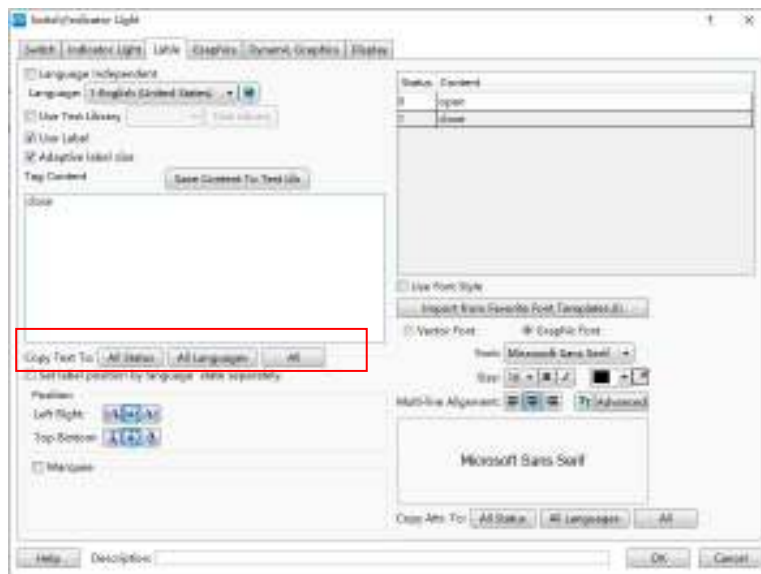 Switch/Indicator Light
Switch Indicator Light Lable Graphics Dynamic Graphics Display
Language Independent
Language: 1-English (United States)
Use Text Library Text Library
Use Label
Adaptive label size
Tag Content Save Content To Text Lib
close
Copy Text To: All Status All Languages All
Set label position by language state separately.
Position
Left Right:
Top Bottom:
Marquee
Status Content
0 open
1 close
Use Font Style
Import from Favorite Font Templates
Vector Font Graphic Font
Font: Microsoft Sans Serif
Size: 16
Multi-line Alignment: Advanced
Microsoft Sans Serif
Copy Attr. To: All Status All Languages All
Help Description: OK Cancel